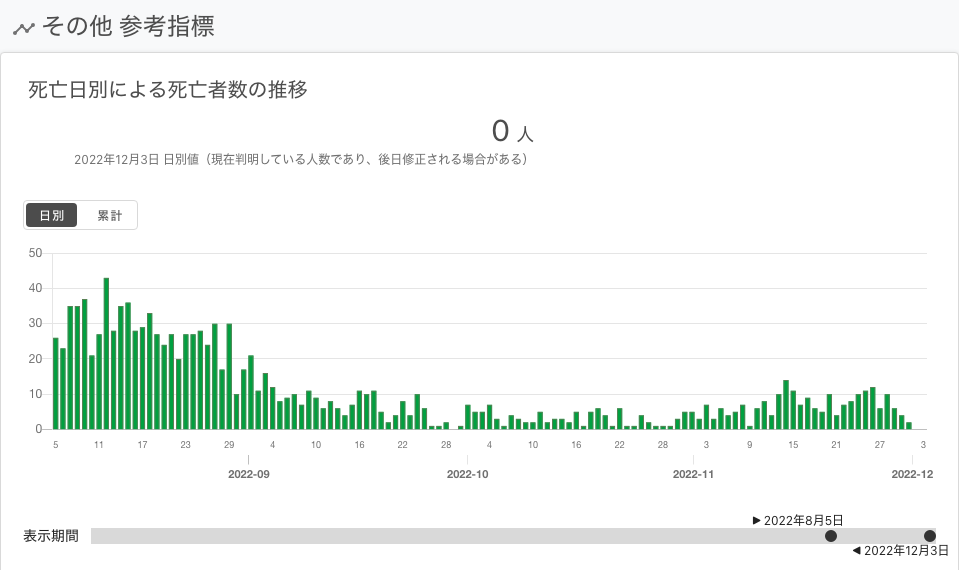 その他 参考指標
死亡日別による死亡者数の推移
0 人
2022年12月3日 日別値（現在判明している人数であり、後日修正される場合がある）
日別 累計
50
40
30
20
10
0
5 11 17 23 29 4 10 16 22 28 4 10 16 22 28 3 9 15 21 27 3
2022-09 2022-10 2022-11 2022-12
▶ 2022年8月5日
表示期間
◀ 2022年12月3日